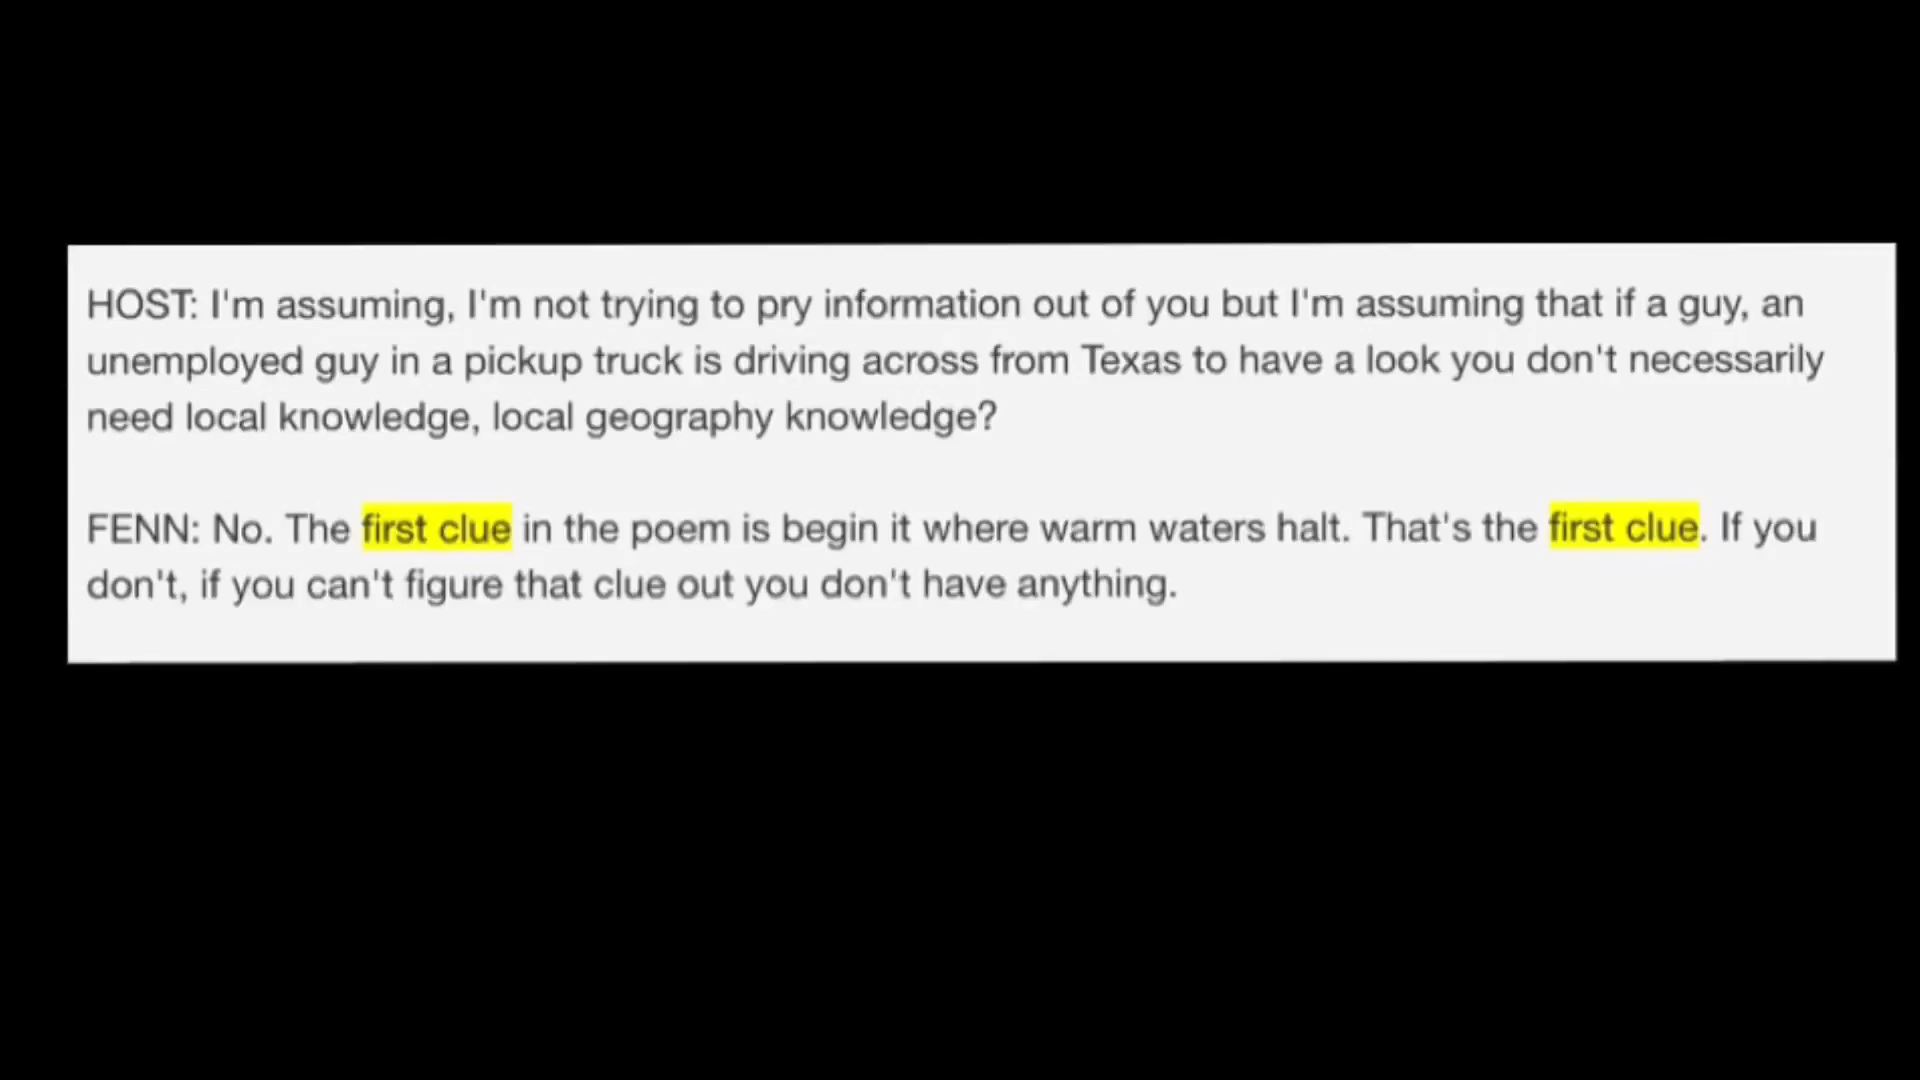 HOST: I'm assuming, I'm not trying to pry information out of you but I'm assuming that if a guy, an
unemployed guy in a pickup truck is driving across from Texas to have a look you don't necessarily
need local knowledge, local geography knowledge?
FENN: No. The first clue in the poem is begin it where warm waters halt. That's the first clue. If you
don't, if you can't figure that clue out you don't have anything.